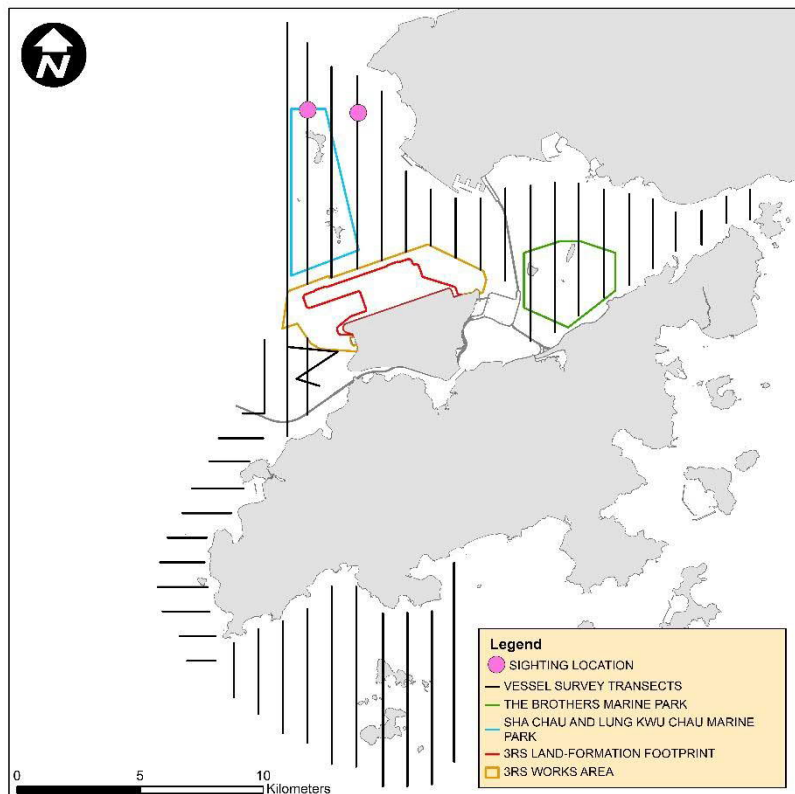 N
Legend
SIGHTING LOCATION
VESSEL SURVEY TRANSECTS
THE BROTHERS MARINE PARK
SHA CHAU AND LUNG KWU CHAU MARINE
PARK
3RS LAND-FORMATION FOOTPRINT
3RS WORKS AREA
0 5 10
Kilometers